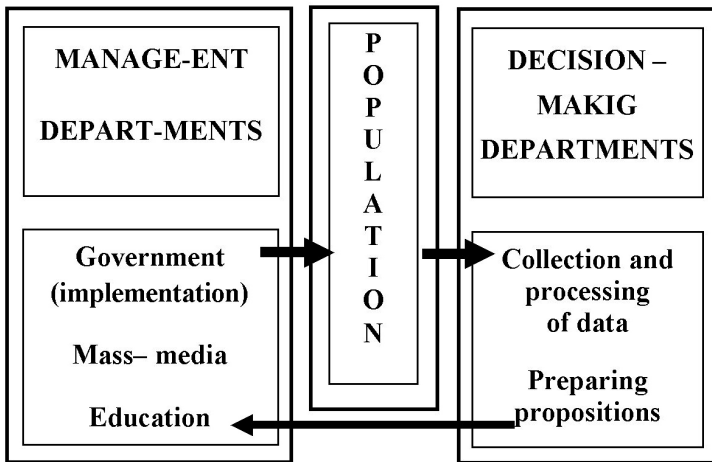 MANAGE-ENT
DEPART-MENTS
Government
(implementation)
Mass– media
Education
P
O
P
U
L
A
T
I
O
N
DECISION –
MAKIG
DEPARTMENTS
Collection and
processing
of data
Preparing
propositions